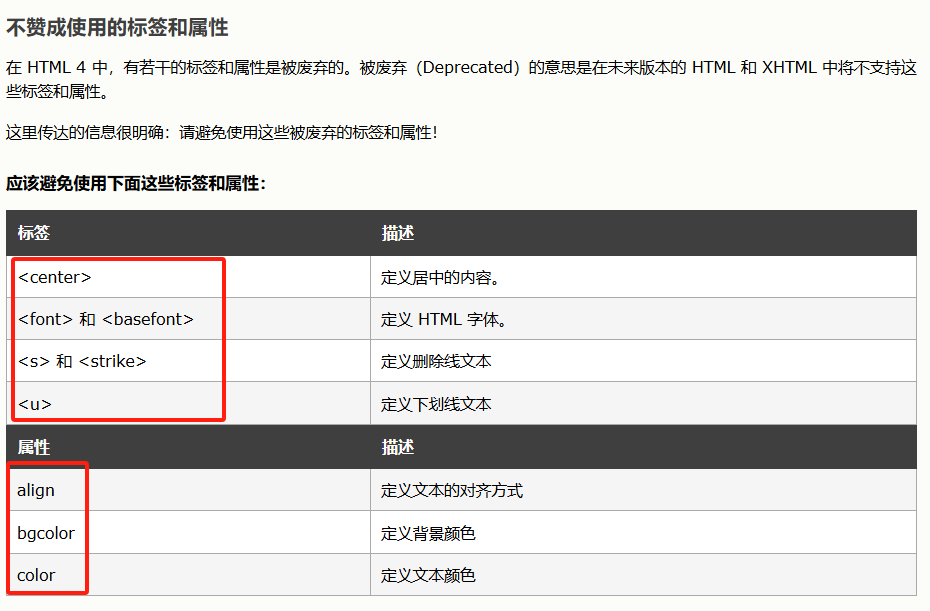 不赞成使用的标签和属性
在 HTML 4 中，有若干的标签和属性是被废弃的。被废弃（Deprecated）的意思是在未来版本的 HTML 和 XHTML 中将不支持这
些标签和属性。
这里传达的信息很明确：请避免使用这些被废弃的标签和属性！
应该避免使用下面这些标签和属性：
标签 描述
<center> 定义居中的内容。
<font> 和 <basefont> 定义 HTML 字体。
<s> 和 <strike> 定义删除线文本
<u> 定义下划线文本
属性 描述
align 定义文本的对齐方式
bgcolor 定义背景颜色
color 定义文本颜色